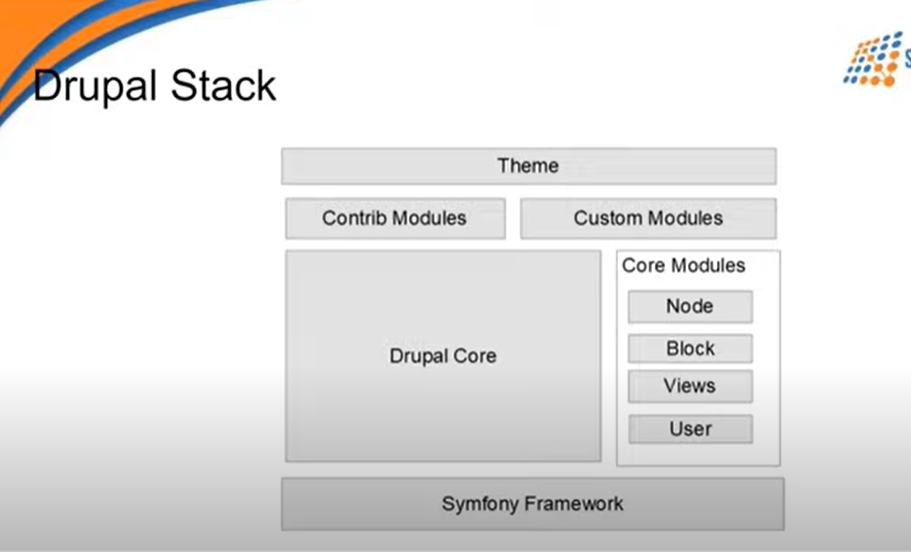 Drupal Stack
Theme
Contrib Modules
Custom Modules
Core Modules
Node
Drupal Core
Block
Views
User
Symfony Framework